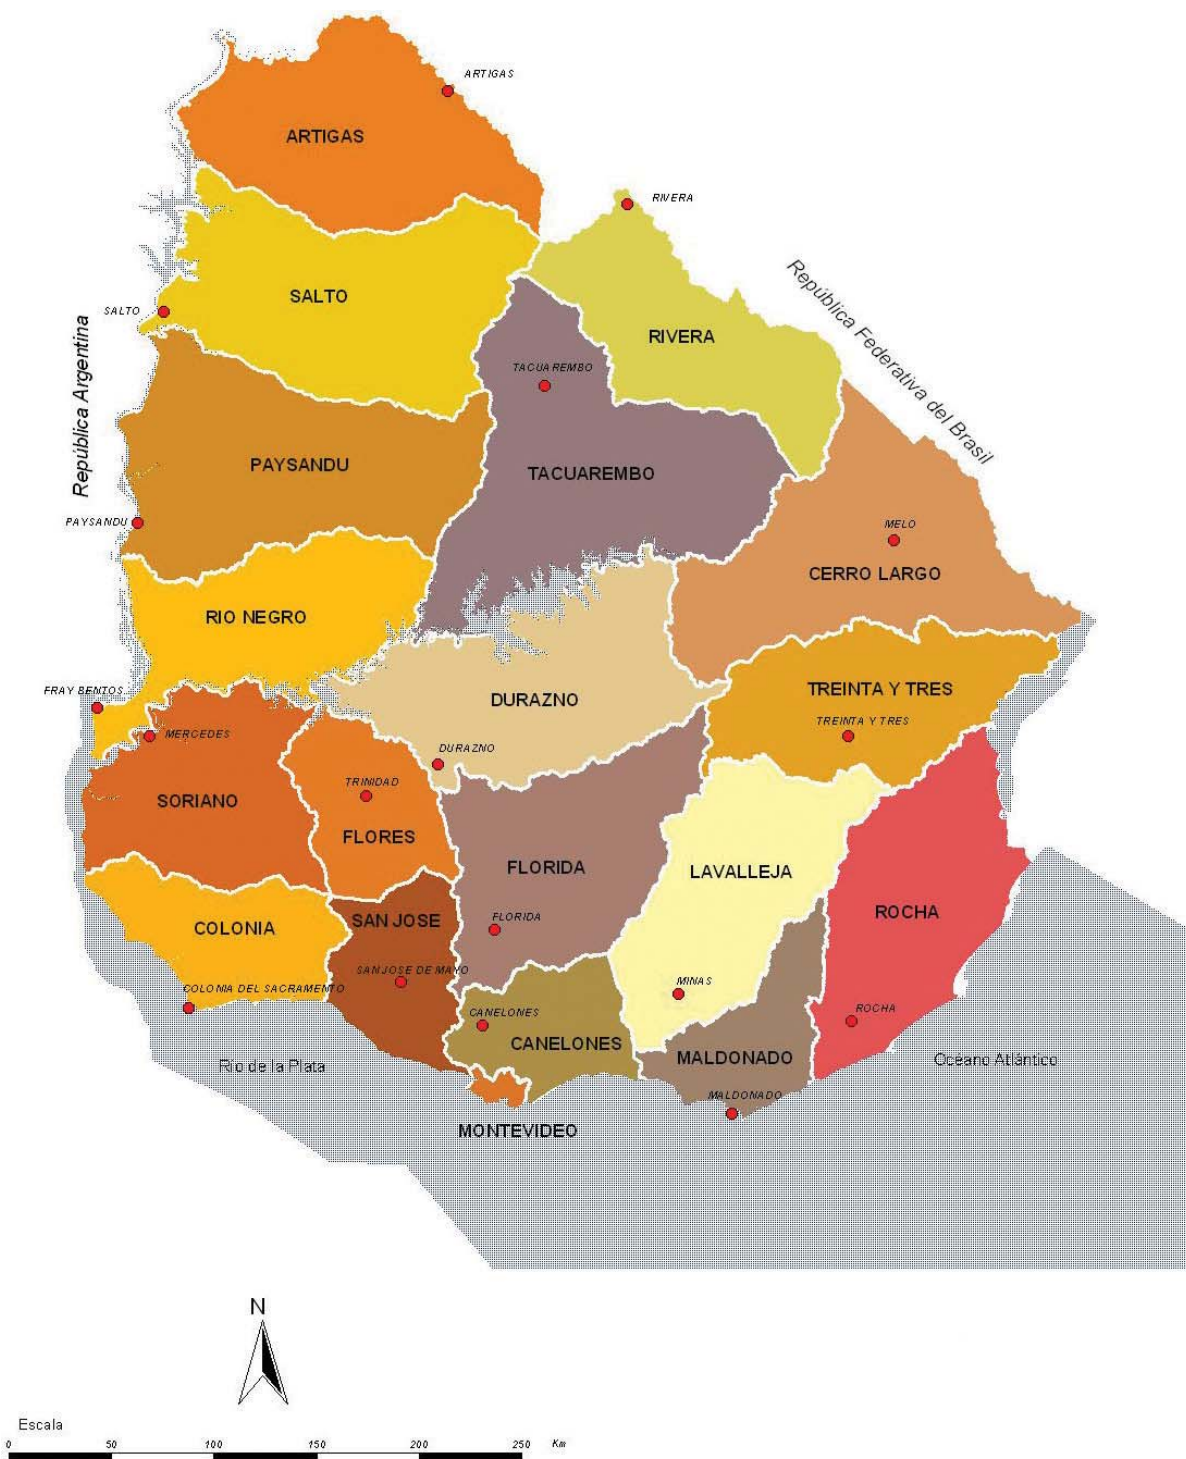 ARTIGAS
ARTIGAS
RIVERA
República Federativa del Brasil
SALTO
SALTO
RIVERA
República Argentina
TACUAREMBO
PAYSANDU
TACUAREMBO
PAYSANDU
MELO
CERRO LARGO
RIO NEGRO
FRAY BENTOS
DURAZNO
TREINTA Y TRES
TREINTA Y TRES
MERCEDES
DURAZNO
TRINIDAD
SORIANO
FLORES
FLORIDA
LAVALLEJA
ROCHA
COLONIA
SAN JOSE
FLORIDA
SAN JOSE DE MAYO
COLONIA DEL SACRAMENTO
MINAS
CANELONES
ROCHA
CANELONES
MALDONADO
Río de la Plata
Océano Atlántico
MALDONADO
MONTEVIDEO
N
Escala
0 50 100 150 200 250 Km